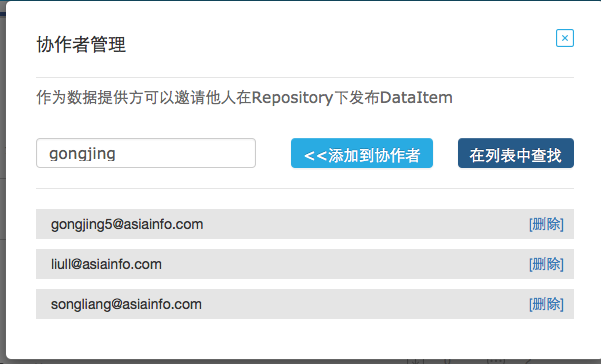 协作者管理
作为数据提供方可以邀请他人在Repository下发布DataItem
gongjing <<添加到协作者 在列表中查找
gongjing5@asiainfo.com [删除]
liull@asiainfo.com [删除]
songliang@asiainfo.com [删除]